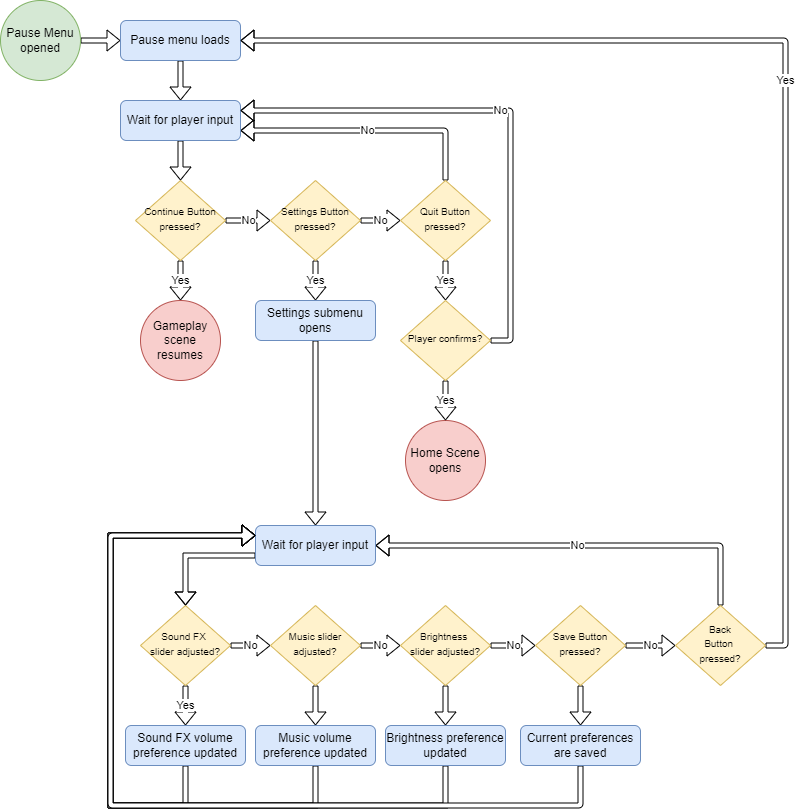 Pause Menu
opened
Pause menu loads
Yes
Wait for player input
No
No
Continue Button
pressed?
No
Settings Button
pressed?
No
Quit Button
pressed?
Yes
Yes
Yes
Gameplay
scene
resumes
Settings submenu
opens
Player confirms?
Yes
Home Scene
opens
Wait for player input
No
Sound FX
slider adjusted?
No
Music slider
adjusted?
No
Brightness
slider adjusted?
No
Save Button
pressed?
No
Back
Button
pressed?
Yes
Sound FX volume
preference updated
Music volume
preference updated
Brightness preference
updated
Current preferences
are saved